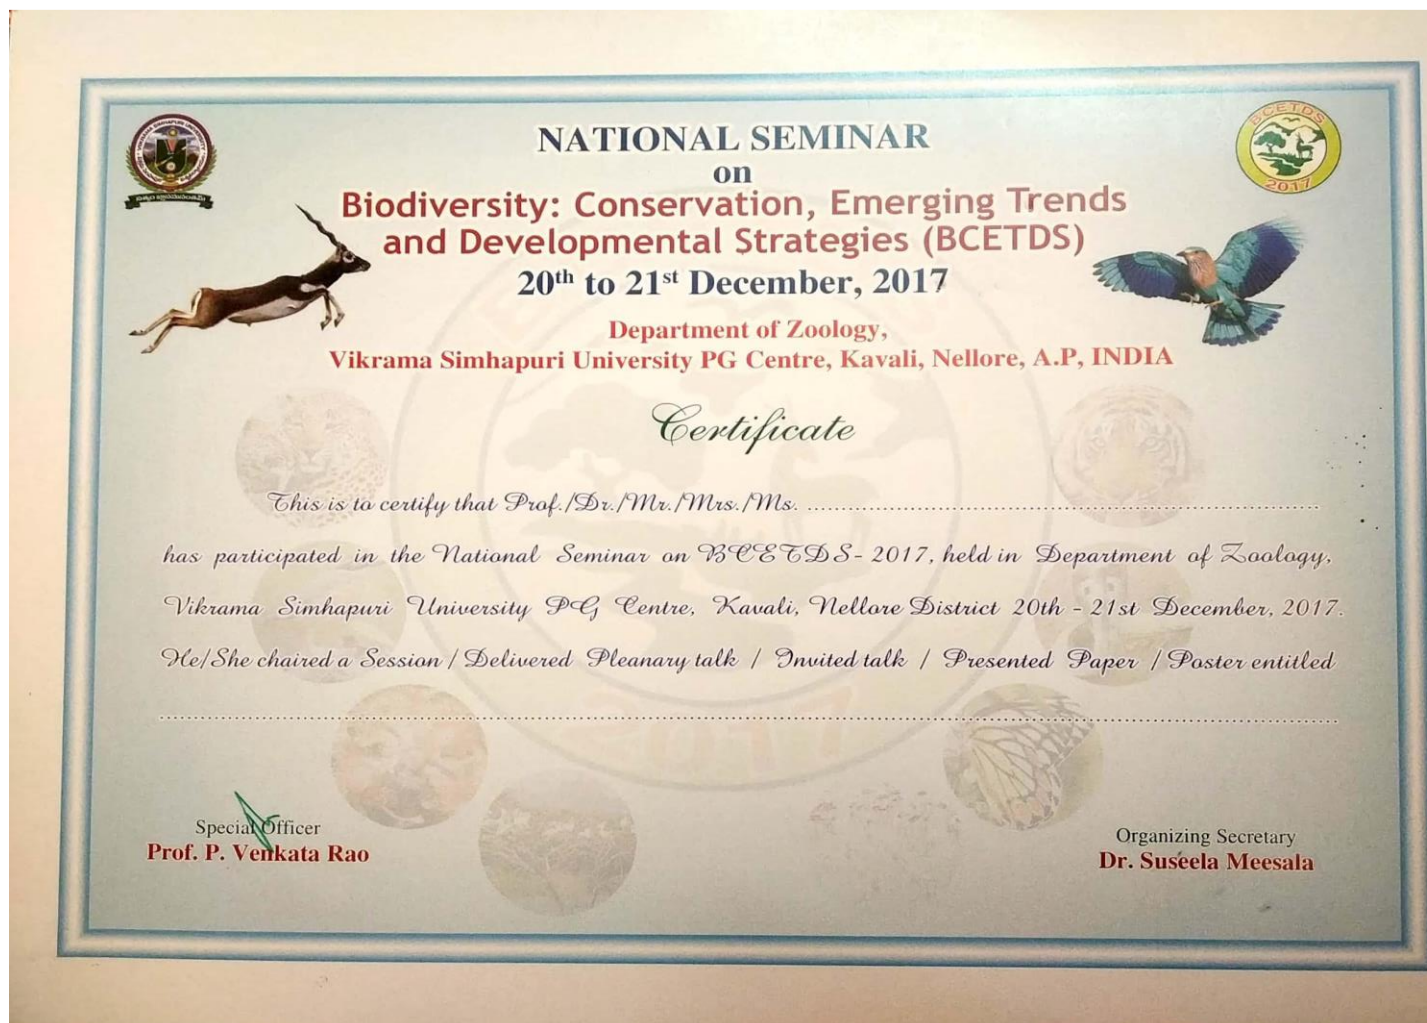 NATIONAL SEMINAR
on
Biodiversity: Conservation, Emerging Trends
and Developmental Strategies (BCETDS)
20th to 21st December, 2017
Department of Zoology,
Vikrama Simhapuri University PG Centre, Kavali, Nellore, A.P, INDIA
BCETDS
2017
Certificate
This is to certify that Prof./Dr./Mr./Mrs./Ms. ........................................
has participated in the National Seminar on BCETDS- 2017, held in Department of Zoology,
Vikrama Simhapuri University PG Centre, Kavali, Nellore District 20th - 21st December, 2017.
He/She chaired a Session / Delivered Pleanary talk / Invited talk / Presented Paper / Poster entitled
........................................
2017
Special Officer
Prof. P. Venkata Rao
Organizing Secretary
Dr. Suseela Meesala